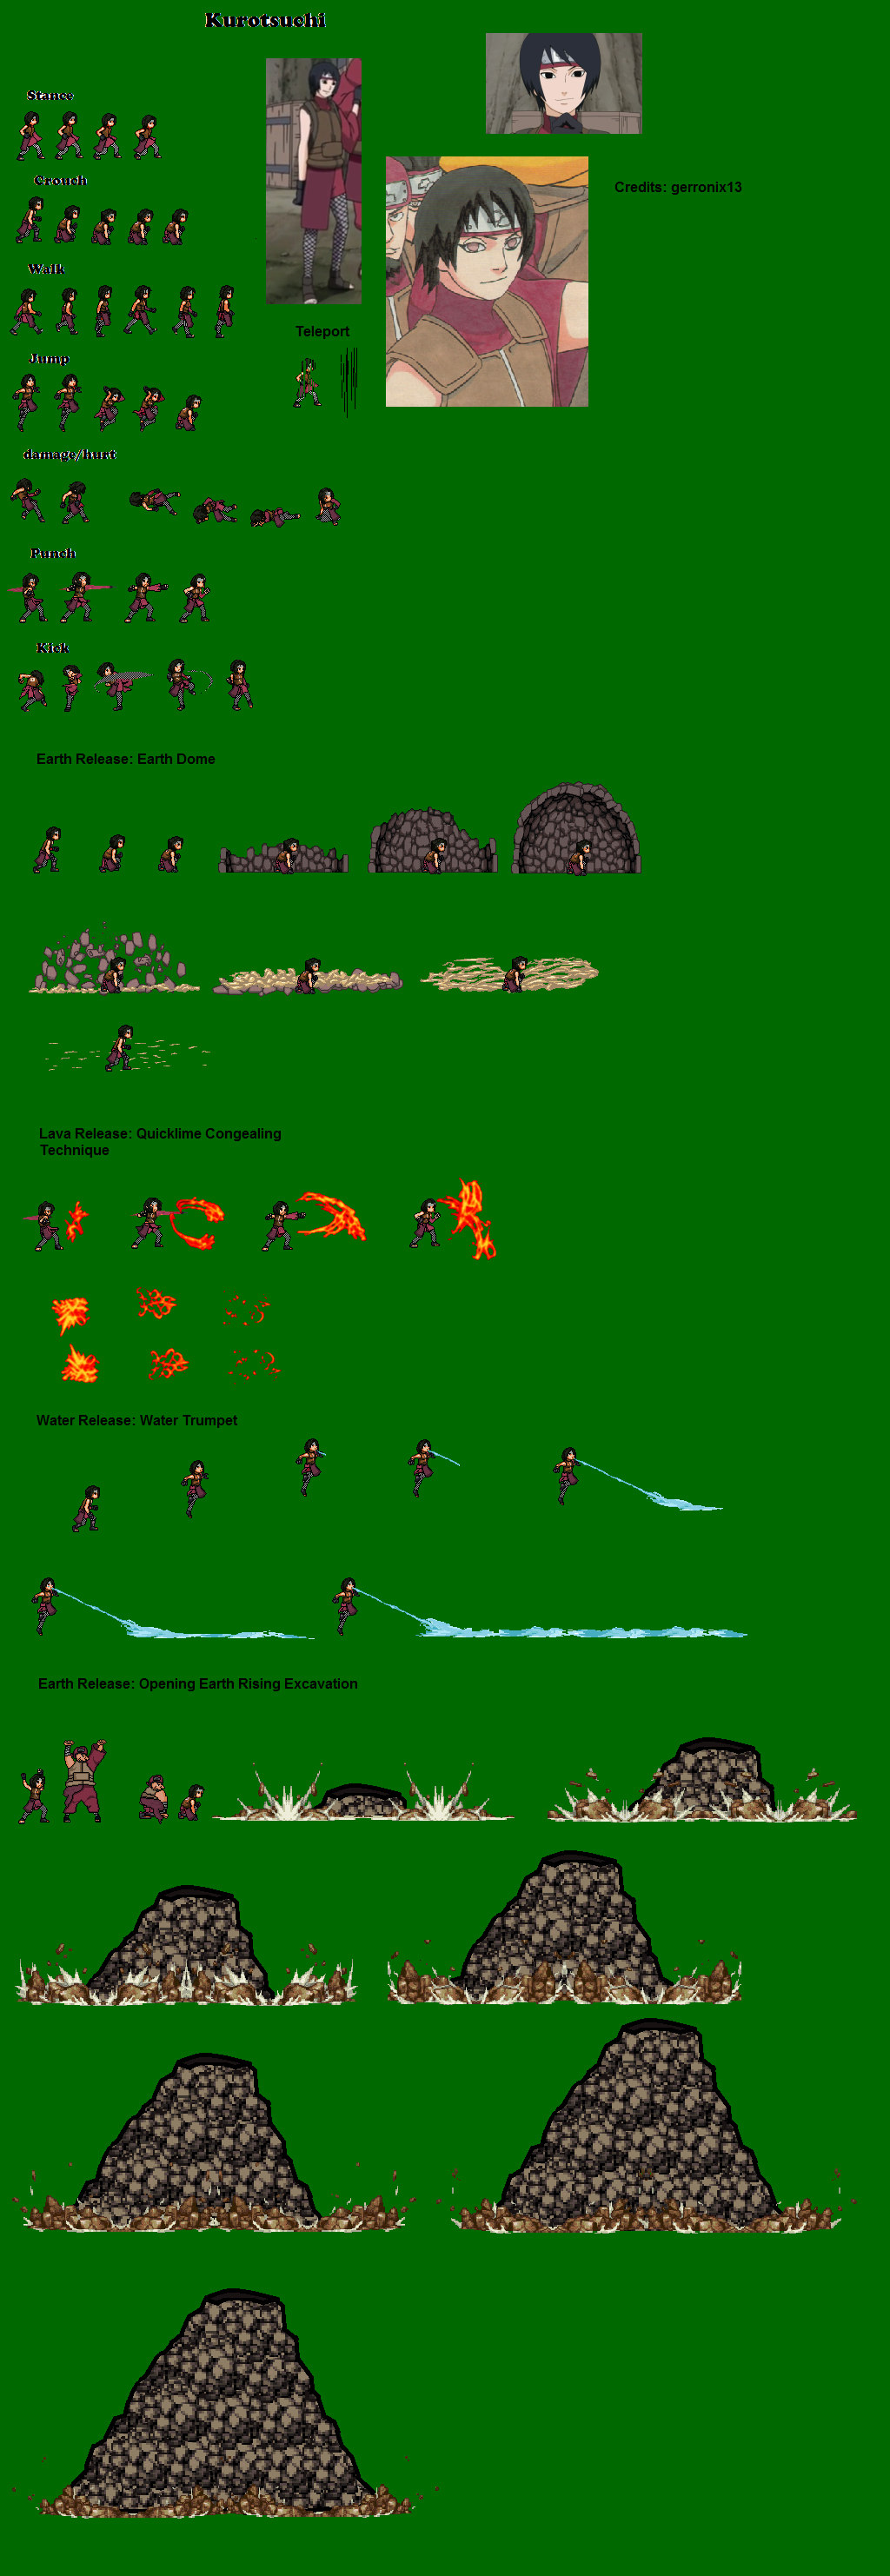 Kurotsuchi
Stance
Crouch
Credits: gerronix13
Walk
Teleport
Jump
damage/hurt
Punch
Kick
Earth Release: Earth Dome
Lava Release: Quicklime Congealing
Technique
Water Release: Water Trumpet
Earth Release: Opening Earth Rising Excavation